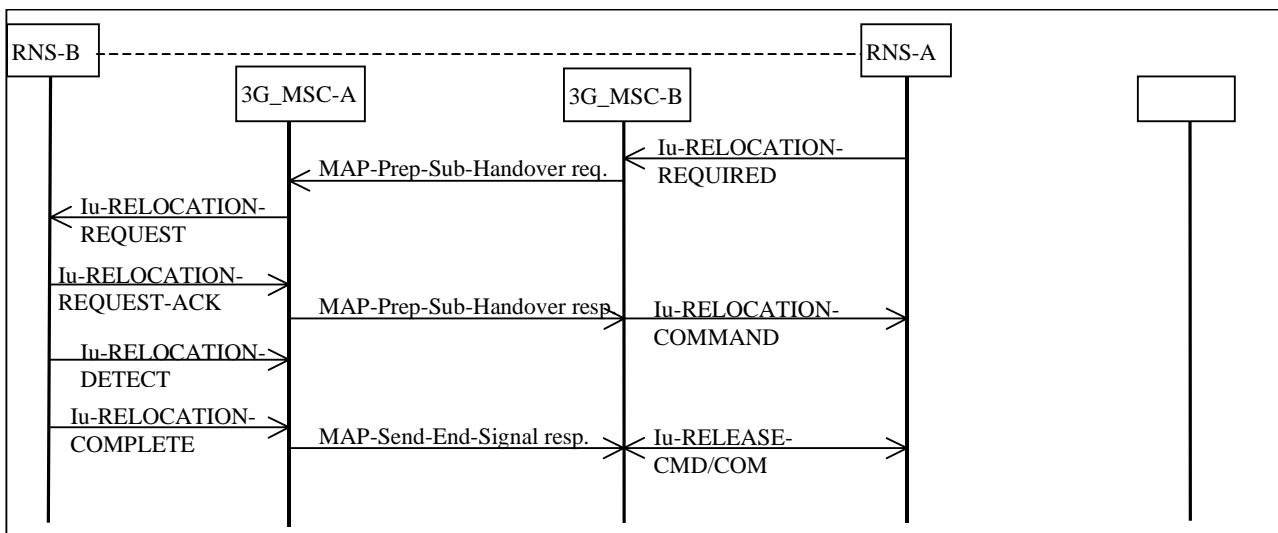 RNS-B
RNS-A
3G_MSC-A
3G_MSC-B
Iu-RELOCATION-
REQUIRED
MAP-Prep-Sub-Handover req.
Iu-RELOCATION-
REQUEST
Iu-RELOCATION-
REQUEST-ACK
MAP-Prep-Sub-Handover resp.
Iu-RELOCATION-
COMMAND
Iu-RELOCATION-
DETECT
Iu-RELOCATION-
COMPLETE
MAP-Send-End-Signal resp.
Iu-RELEASE-
CMD/COM